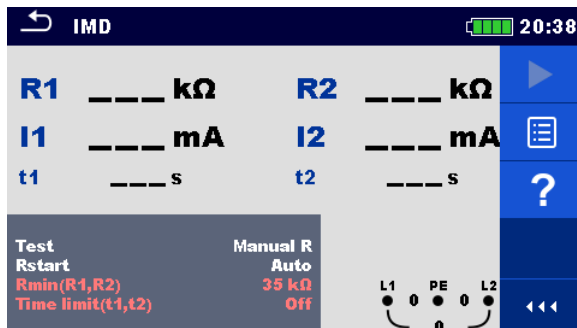 IMD 20:38
R1 ___ kΩ R2 ___ kΩ
I1 ___ mA I2 ___ mA
t1 ___ s t2 ___ s
?
Test Manual R
Rstart Auto
Rmin(R1,R2) 35 kΩ
Time limit(t1,t2) Off
L1 PE L2
0 0
0